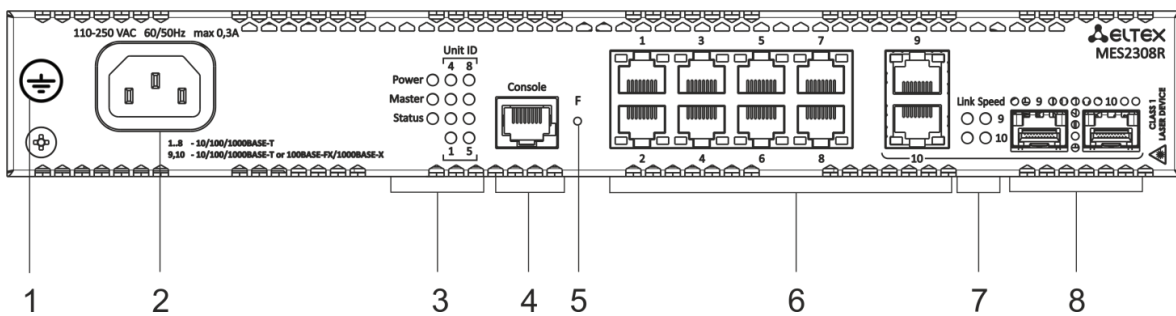 110-250 VAC 60/50Hz max 0,3A
Unit ID
4 8
Power
Master
Status
1 5
Console
F
1 3 5 7
2 4 6 8
9
10
ELTEX
MES2308R
Link Speed
9
10
9
10
CLASS 1
LASER DEVICE
1..8 - 10/100/1000BASE-T
9,10 - 10/100/1000BASE-T or 100BASE-FX/1000BASE-X
1 2 3 4 5 6 7 8